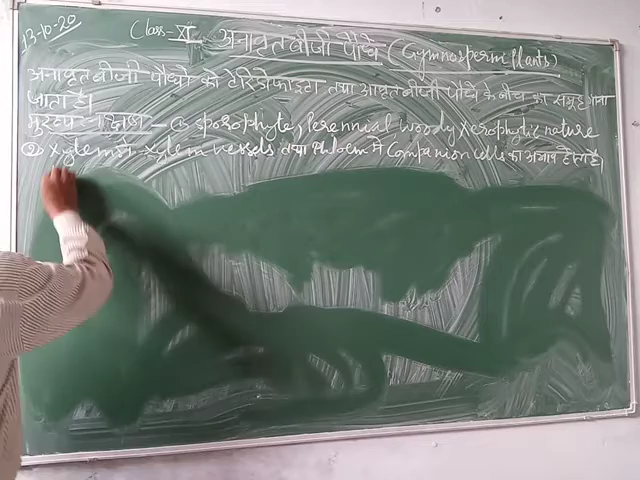 13-10-20
Class-XI अनावृतबीजी पौधे (Gymnosperm Plants)
अनावृतबीजी पौधों को टेरिडोफाइटा तथा आवृतबीजी पौधों के बीच का समूह माना
जाता है।
मुख्य लक्षण - ① Sporophyte, Perennial woody Xerophytic nature
② Xylem में Xylem vessels तथा Phloem में Companion cells का अभाव होता है।